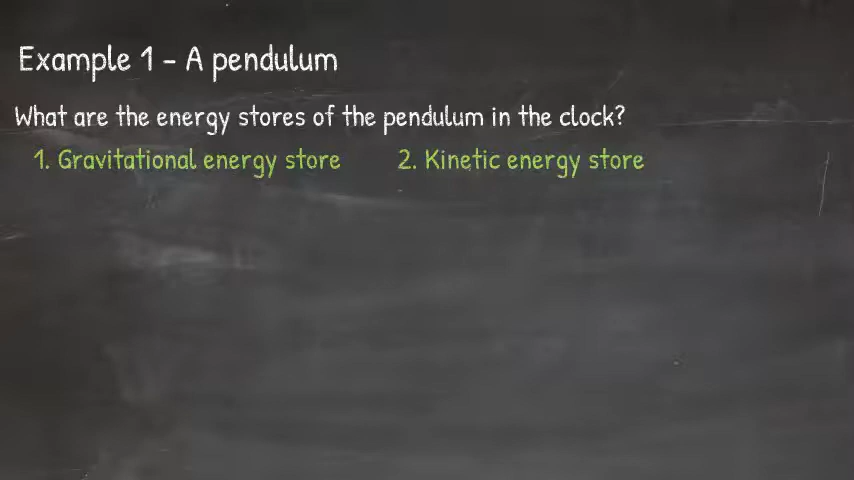 Example 1 - A pendulum
What are the energy stores of the pendulum in the clock?
1. Gravitational energy store 2. Kinetic energy store